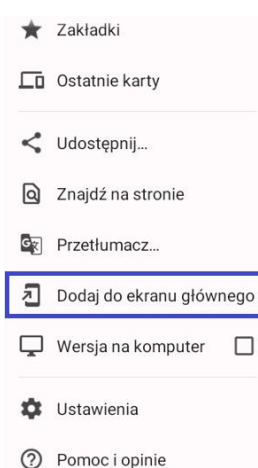 Zakładki
Ostatnie karty
Udostępnij...
Znajdź na stronie
Przetłumacz...
Dodaj do ekranu głównego
Wersja na komputer
Ustawienia
Pomoc i opinie